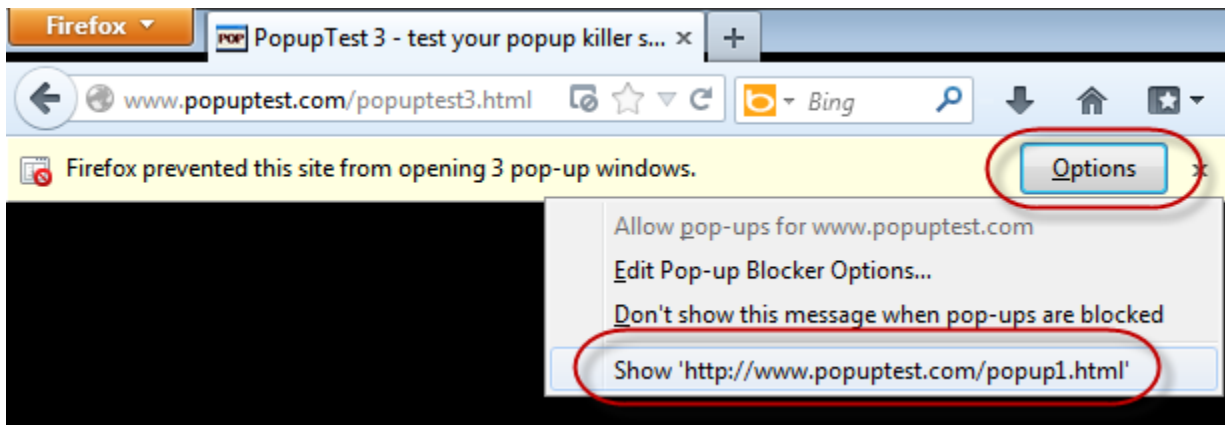 Firefox
POP PopupTest 3 - test your popup killer s...
www.popuptest.com/popuptest3.html Bing
Firefox prevented this site from opening 3 pop-up windows. Options
Allow pop-ups for www.popuptest.com
Edit Pop-up Blocker Options...
Don't show this message when pop-ups are blocked
Show 'http://www.popuptest.com/popup1.html'